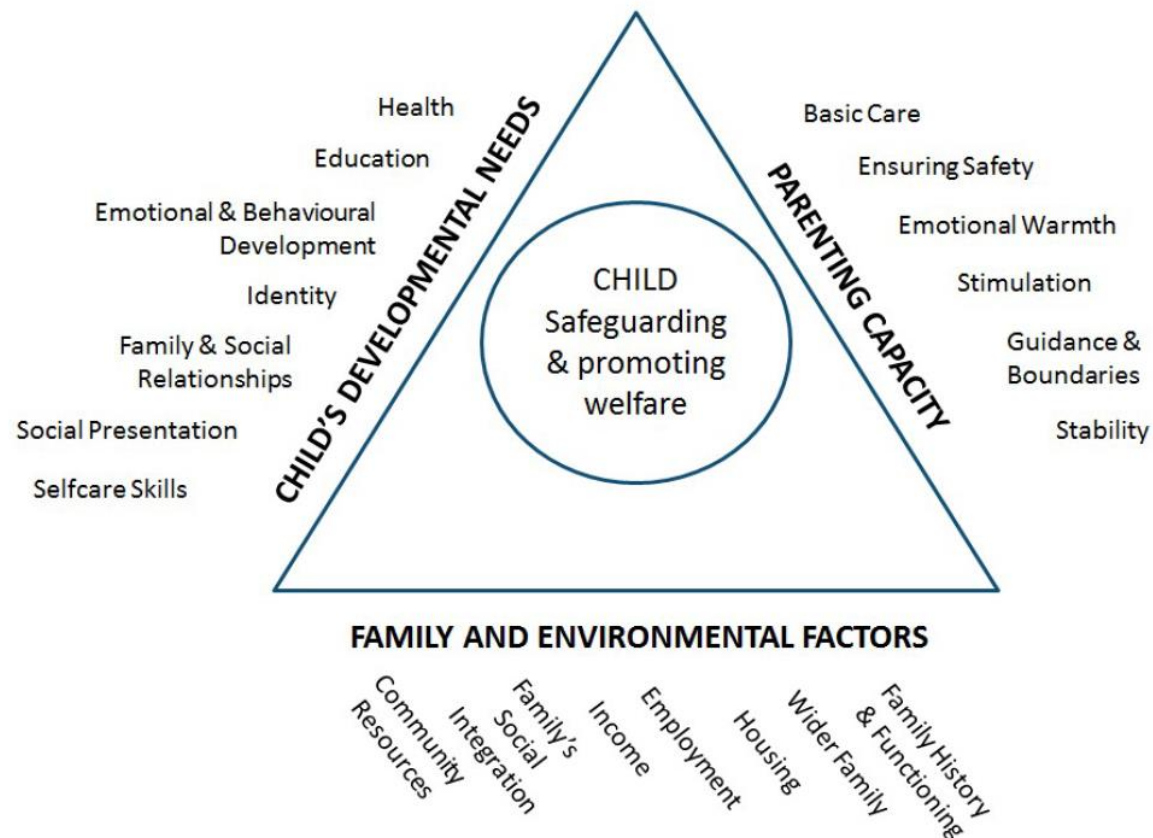 Health
Education
Emotional & Behavioural
Development
Identity
Family & Social
Relationships
Social Presentation
Selfcare Skills
CHILD'S DEVELOPMENTAL NEEDS
CHILD
Safeguarding
& promoting
welfare
PARENTING CAPACITY
Basic Care
Ensuring Safety
Emotional Warmth
Stimulation
Guidance &
Boundaries
Stability
FAMILY AND ENVIRONMENTAL FACTORS
Community
Resources
Family's
Social
Integration
Income
Employment
Housing
Wider Family
Family History
& Functioning